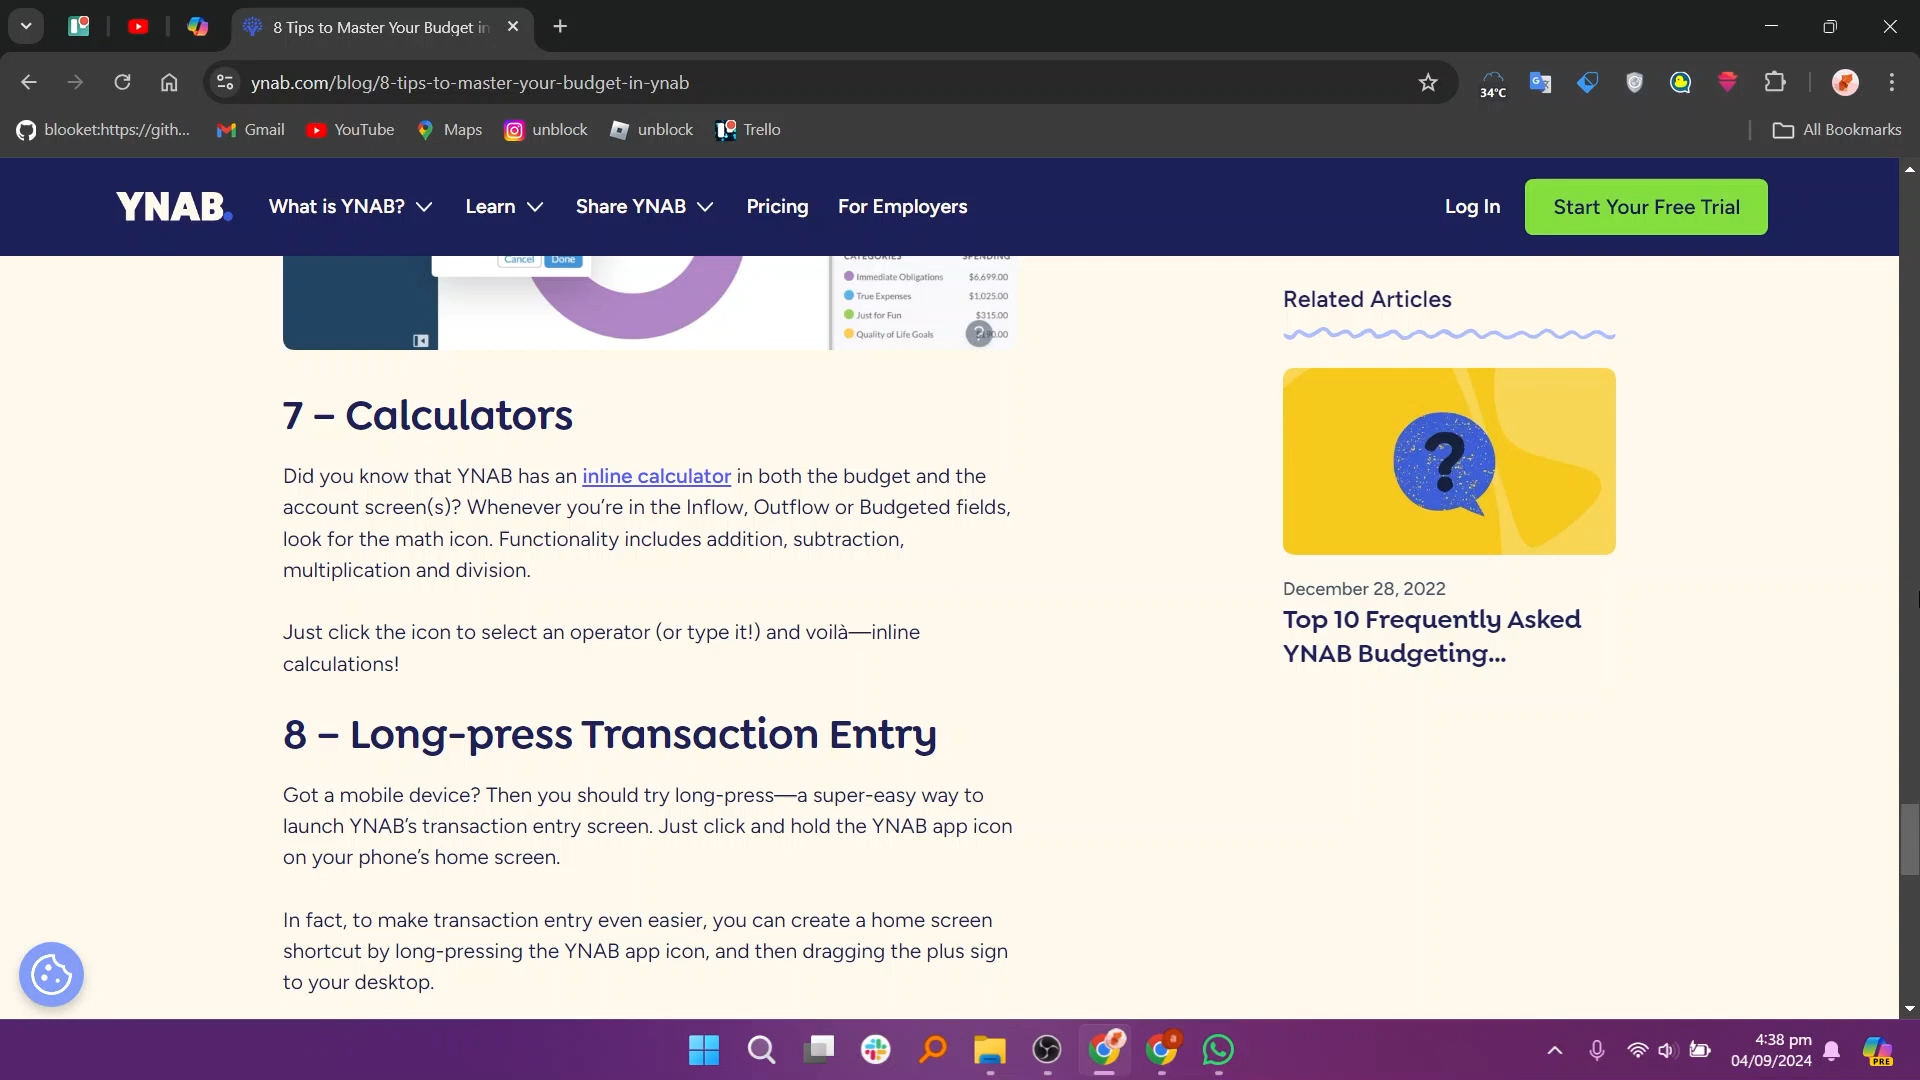 8 Tips to Master Your Budget in
ynab.com/blog/8-tips-to-master-your-budget-in-ynab
34°C
blooket:https://gith...
Gmail
YouTube
Maps
unblock
unblock
Trello
All Bookmarks
YNAB.
What is YNAB?
Learn
Share YNAB
Pricing
For Employers
Log In
Start Your Free Trial
Cancel
Done
CATEGORIES
SPENDING
Immediate Obligations $6,699.00
True Expenses $1,025.00
Just for Fun $315.00
Quality of Life Goals
7 – Calculators
Did you know that YNAB has an inline calculator in both the budget and the
account screen(s)? Whenever you’re in the Inflow, Outflow or Budgeted fields,
look for the math icon. Functionality includes addition, subtraction,
multiplication and division.
Just click the icon to select an operator (or type it!) and voilà—inline
calculations!
8 – Long-press Transaction Entry
Got a mobile device? Then you should try long-press—a super-easy way to
launch YNAB’s transaction entry screen. Just click and hold the YNAB app icon
on your phone’s home screen.
In fact, to make transaction entry even easier, you can create a home screen
shortcut by long-pressing the YNAB app icon, and then dragging the plus sign
to your desktop.
Related Articles
?
December 28, 2022
Top 10 Frequently Asked
YNAB Budgeting...
4:38 pm
04/09/2024
PRE